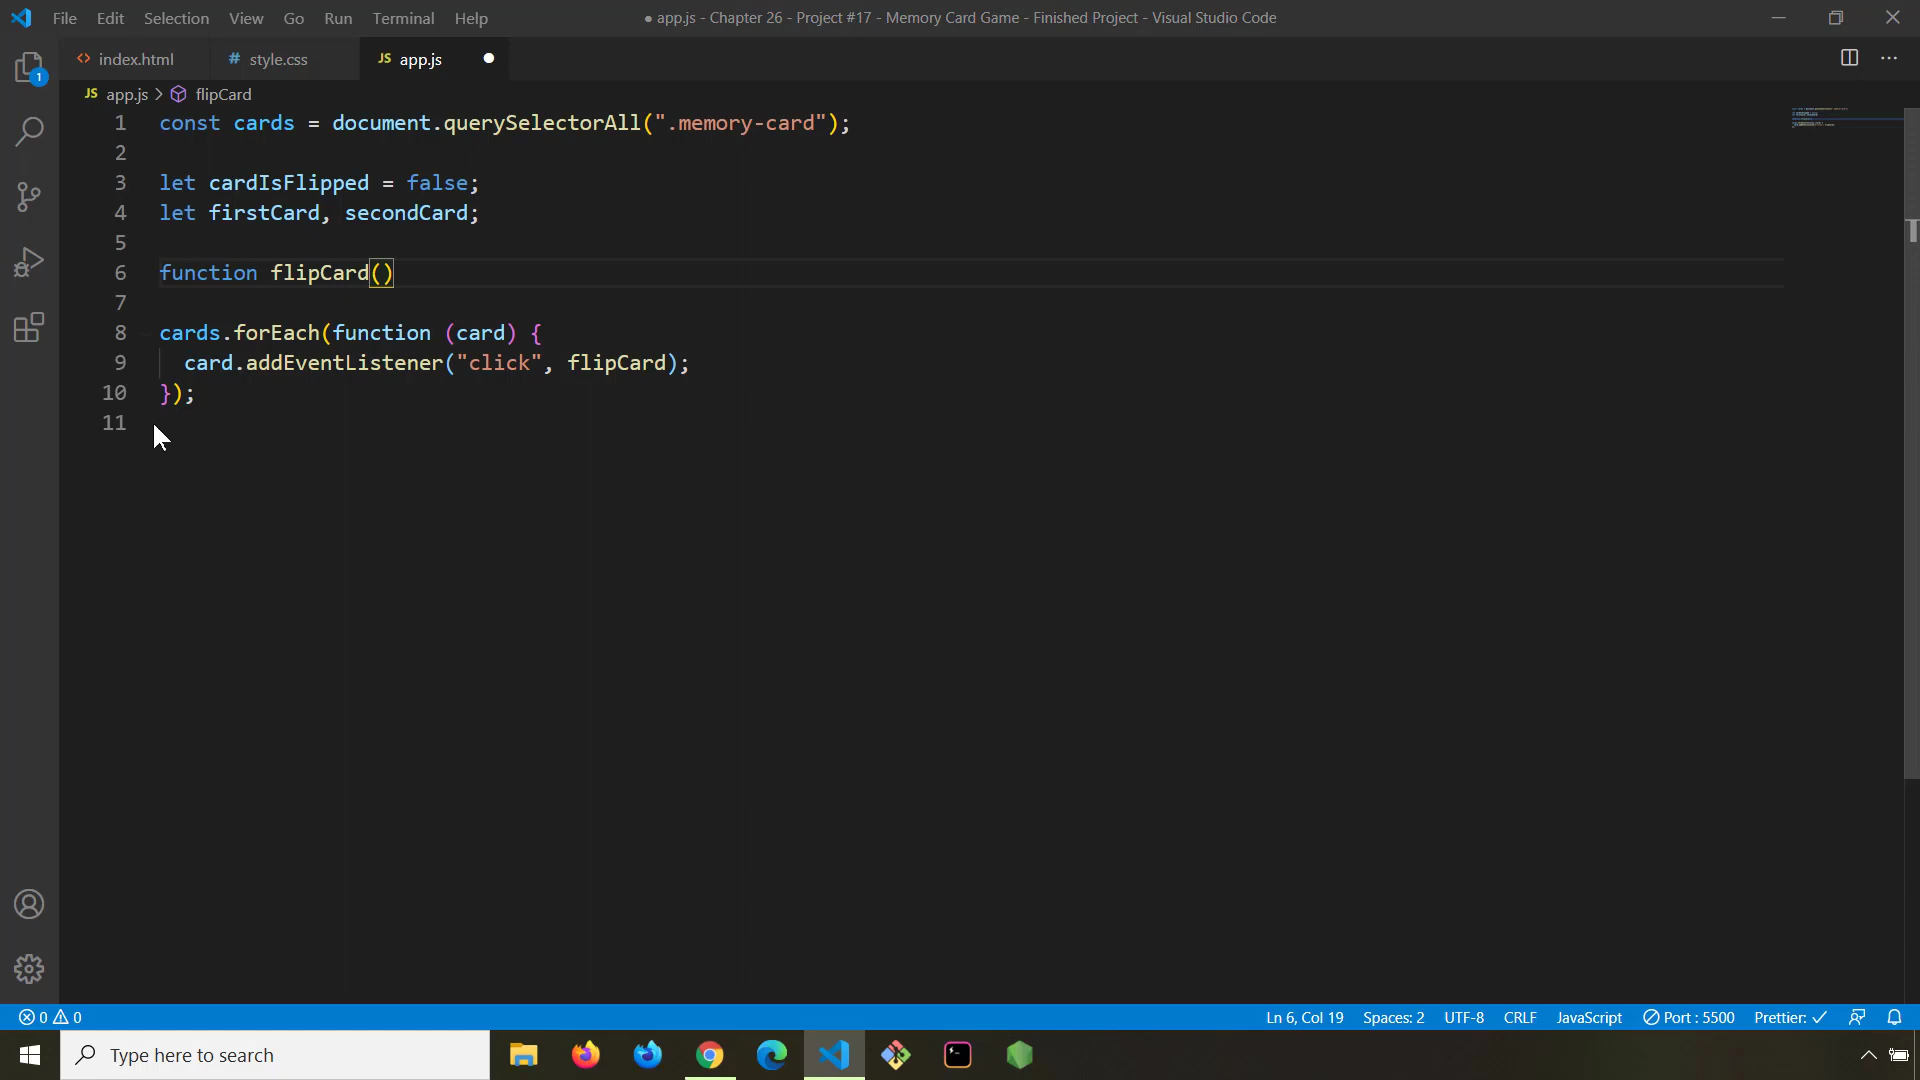 File Edit Selection View Go Run Terminal Help
● app.js - Chapter 26 - Project #17 - Memory Card Game - Finished Project - Visual Studio Code
<> index.html # style.css JS app.js ●
JS app.js > flipCard
1 const cards = document.querySelectorAll(".memory-card");
2
3 let cardIsFlipped = false;
4 let firstCard, secondCard;
5
6 function flipCard()
7
8 cards.forEach(function (card) {
9 card.addEventListener("click", flipCard);
10 });
11
1
0 0 Ln 6, Col 19 Spaces: 2 UTF-8 CRLF JavaScript Port : 5500 Prettier: ✓
Type here to search